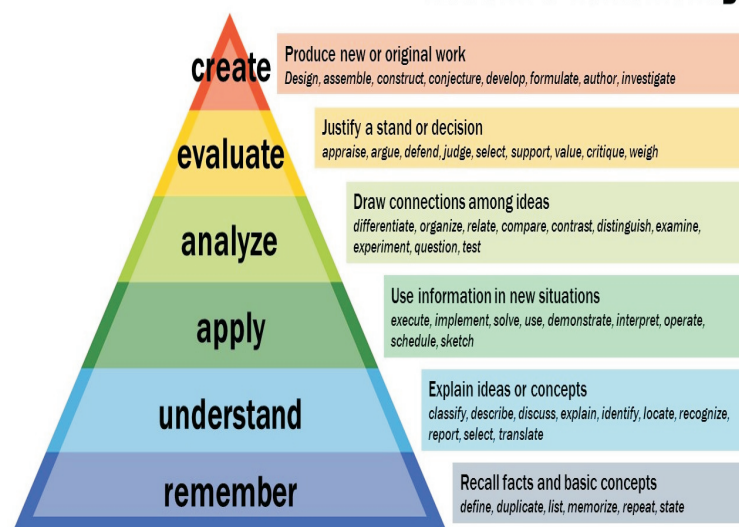 create
Produce new or original work
Design, assemble, construct, conjecture, develop, formulate, author, investigate
evaluate
Justify a stand or decision
appraise, argue, defend, judge, select, support, value, critique, weigh
analyze
Draw connections among ideas
differentiate, organize, relate, compare, contrast, distinguish, examine,
experiment, question, test
apply
Use information in new situations
execute, implement, solve, use, demonstrate, interpret, operate,
schedule, sketch
understand
Explain ideas or concepts
classify, describe, discuss, explain, identify, locate, recognize,
report, select, translate
remember
Recall facts and basic concepts
define, duplicate, list, memorize, repeat, state